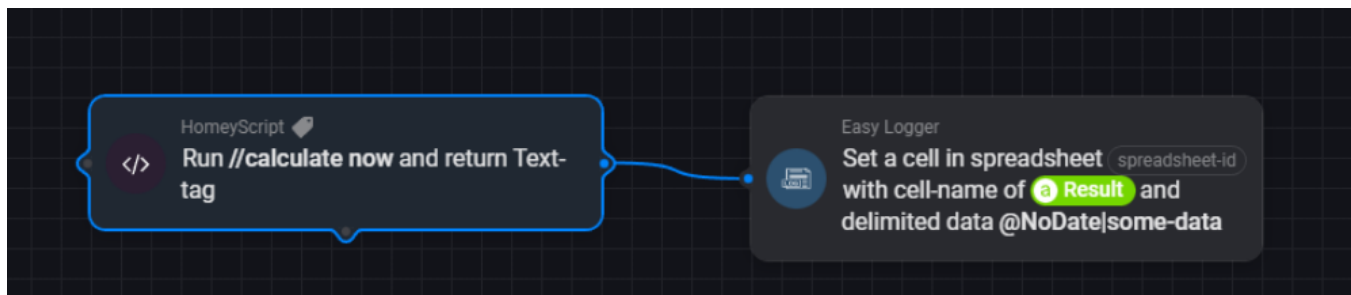 HomeyScript
Run //calculate now and return Text-
tag
Easy Logger
Set a cell in spreadsheet spreadsheet-id
with cell-name of a Result and
delimited data @NoDate|some-data